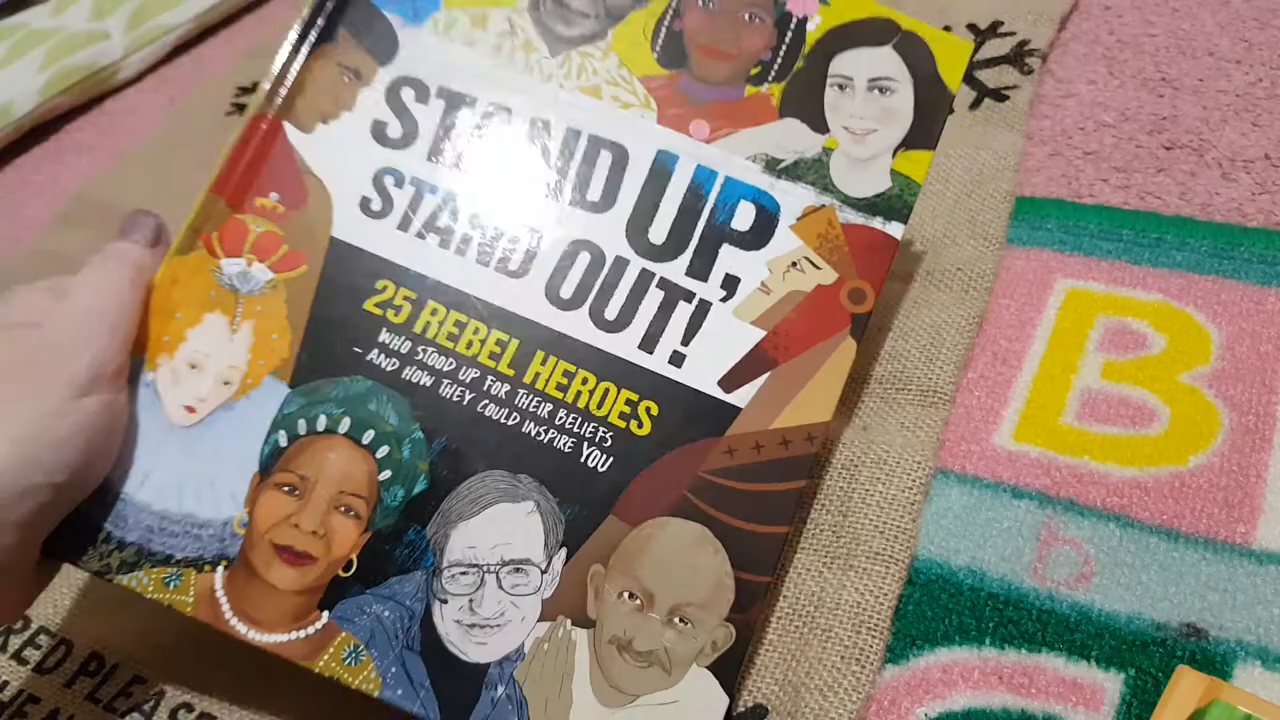 STAND UP,
STAND OUT!
25 REBEL HEROES
WHO STOOD UP FOR THEIR BELIEFS
– AND HOW THEY COULD INSPIRE YOU
B
b
RED PLEASE